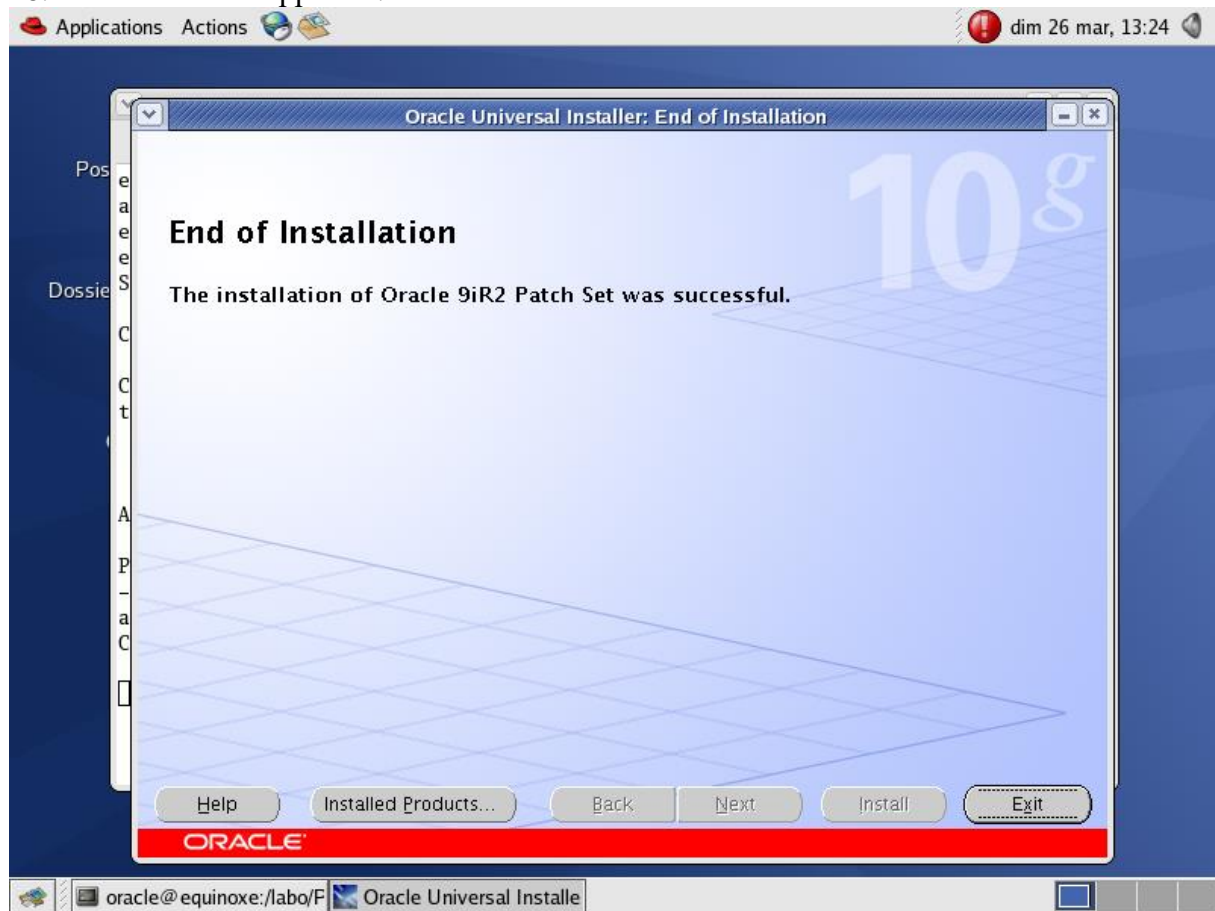 Applications Actions
dim 26 mar, 13:24
Oracle Universal Installer: End of Installation
10g
Pos
e
a
e
e
Dossie
S
C
C
t
A
P
-
a
C
End of Installation
The installation of Oracle 9iR2 Patch Set was successful.
Help
Installed Products...
Back
Next
Install
Exit
ORACLE
oracle@equinoxe:/labo/F
Oracle Universal Installe